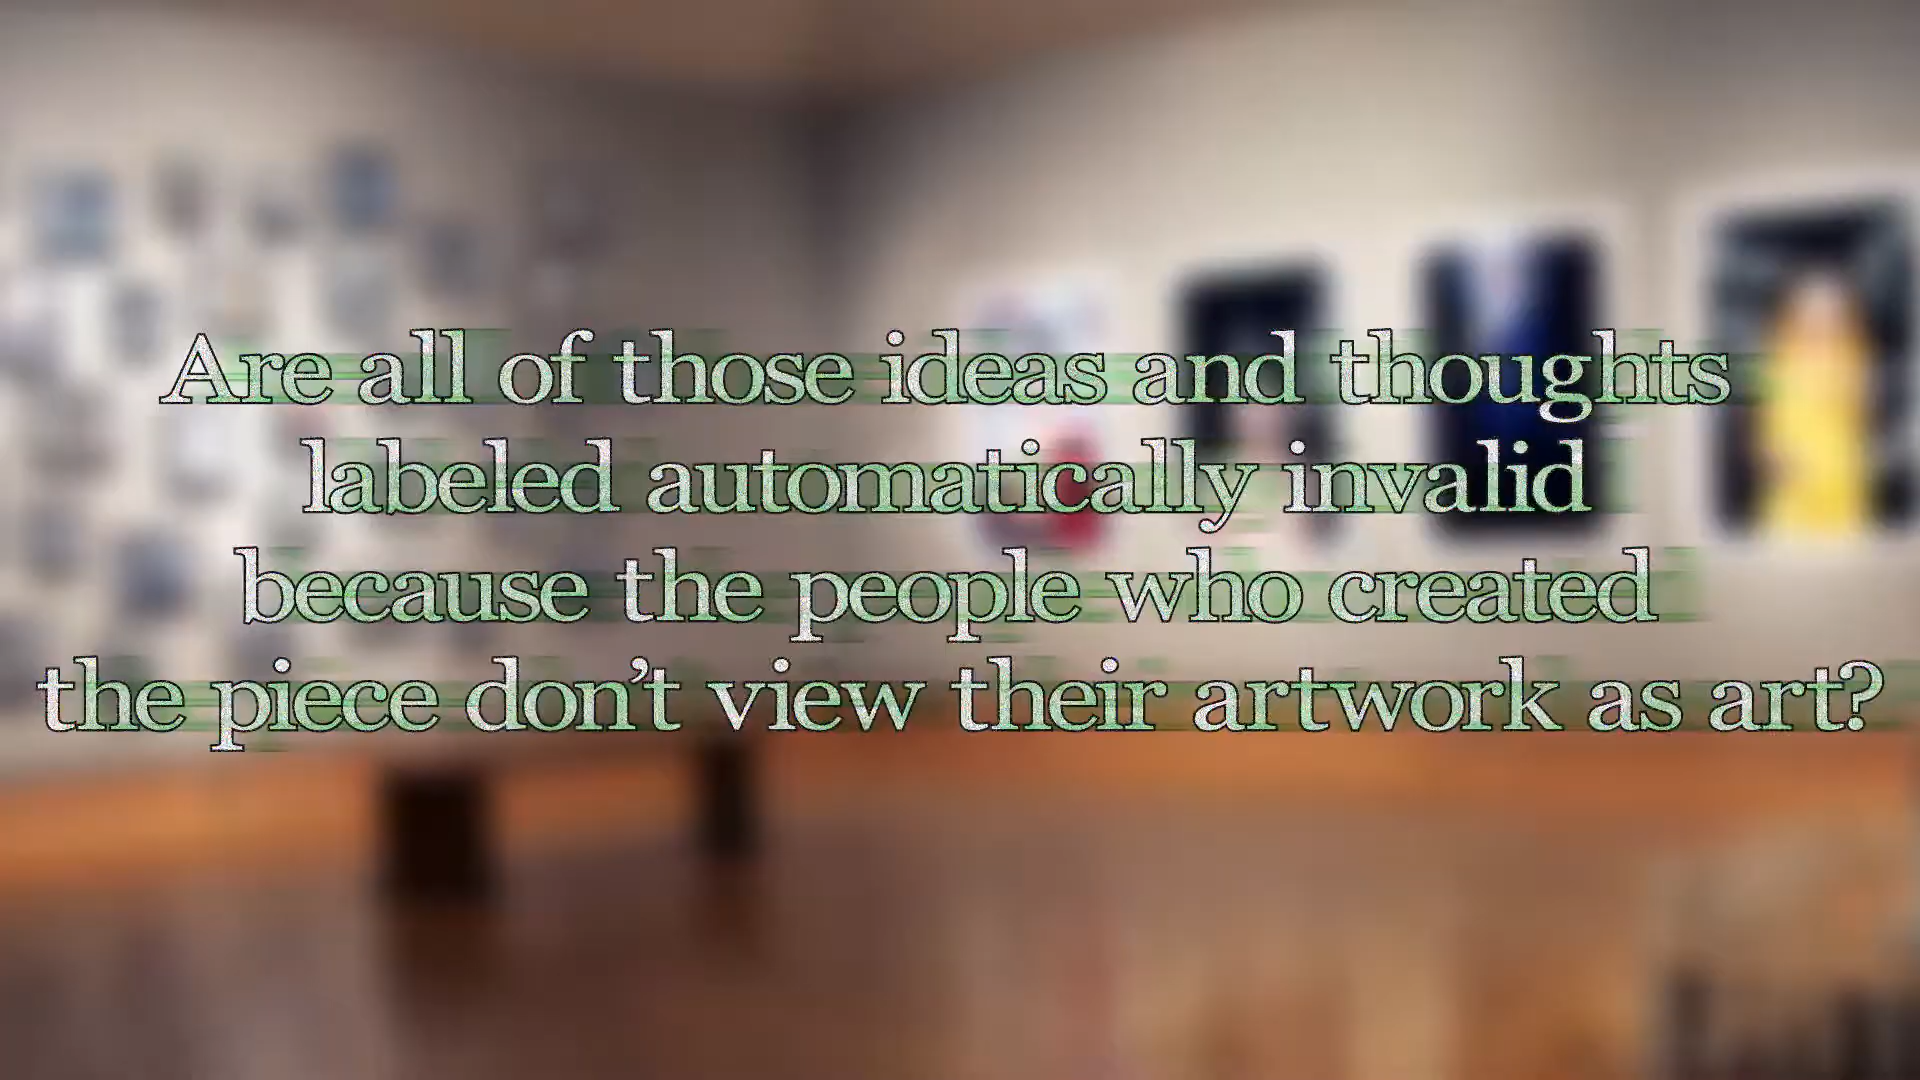 Are all of those ideas and thoughts
labeled automatically invalid
because the people who created
the piece don't view their artwork as art?